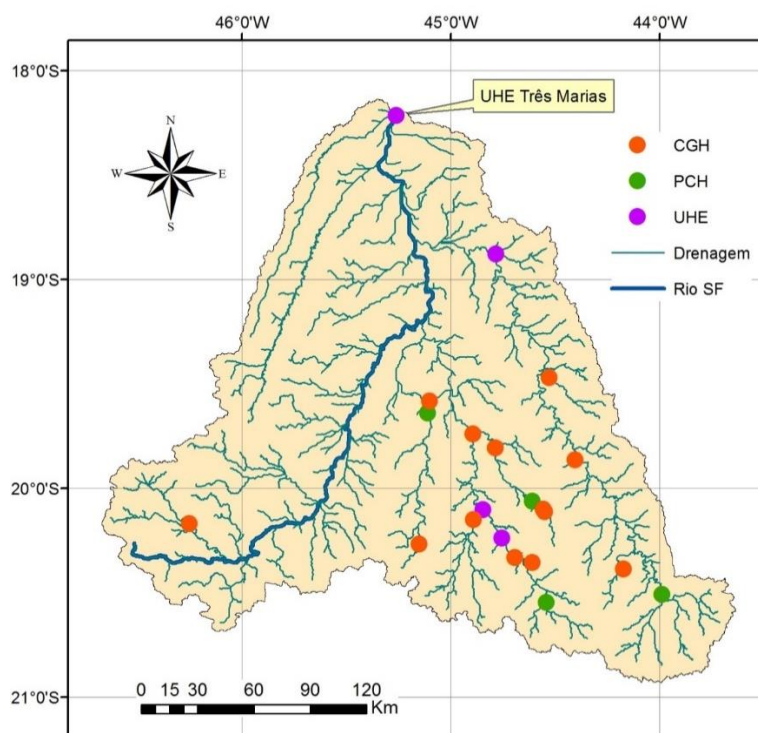 46°0'W 45°0'W 44°0'W
18°0'S
UHE Três Marias
N
W E
S
CGH
PCH
UHE
Drenagem
Rio SF
19°0'S
20°0'S
21°0'S
0 15 30 60 90 120
Km